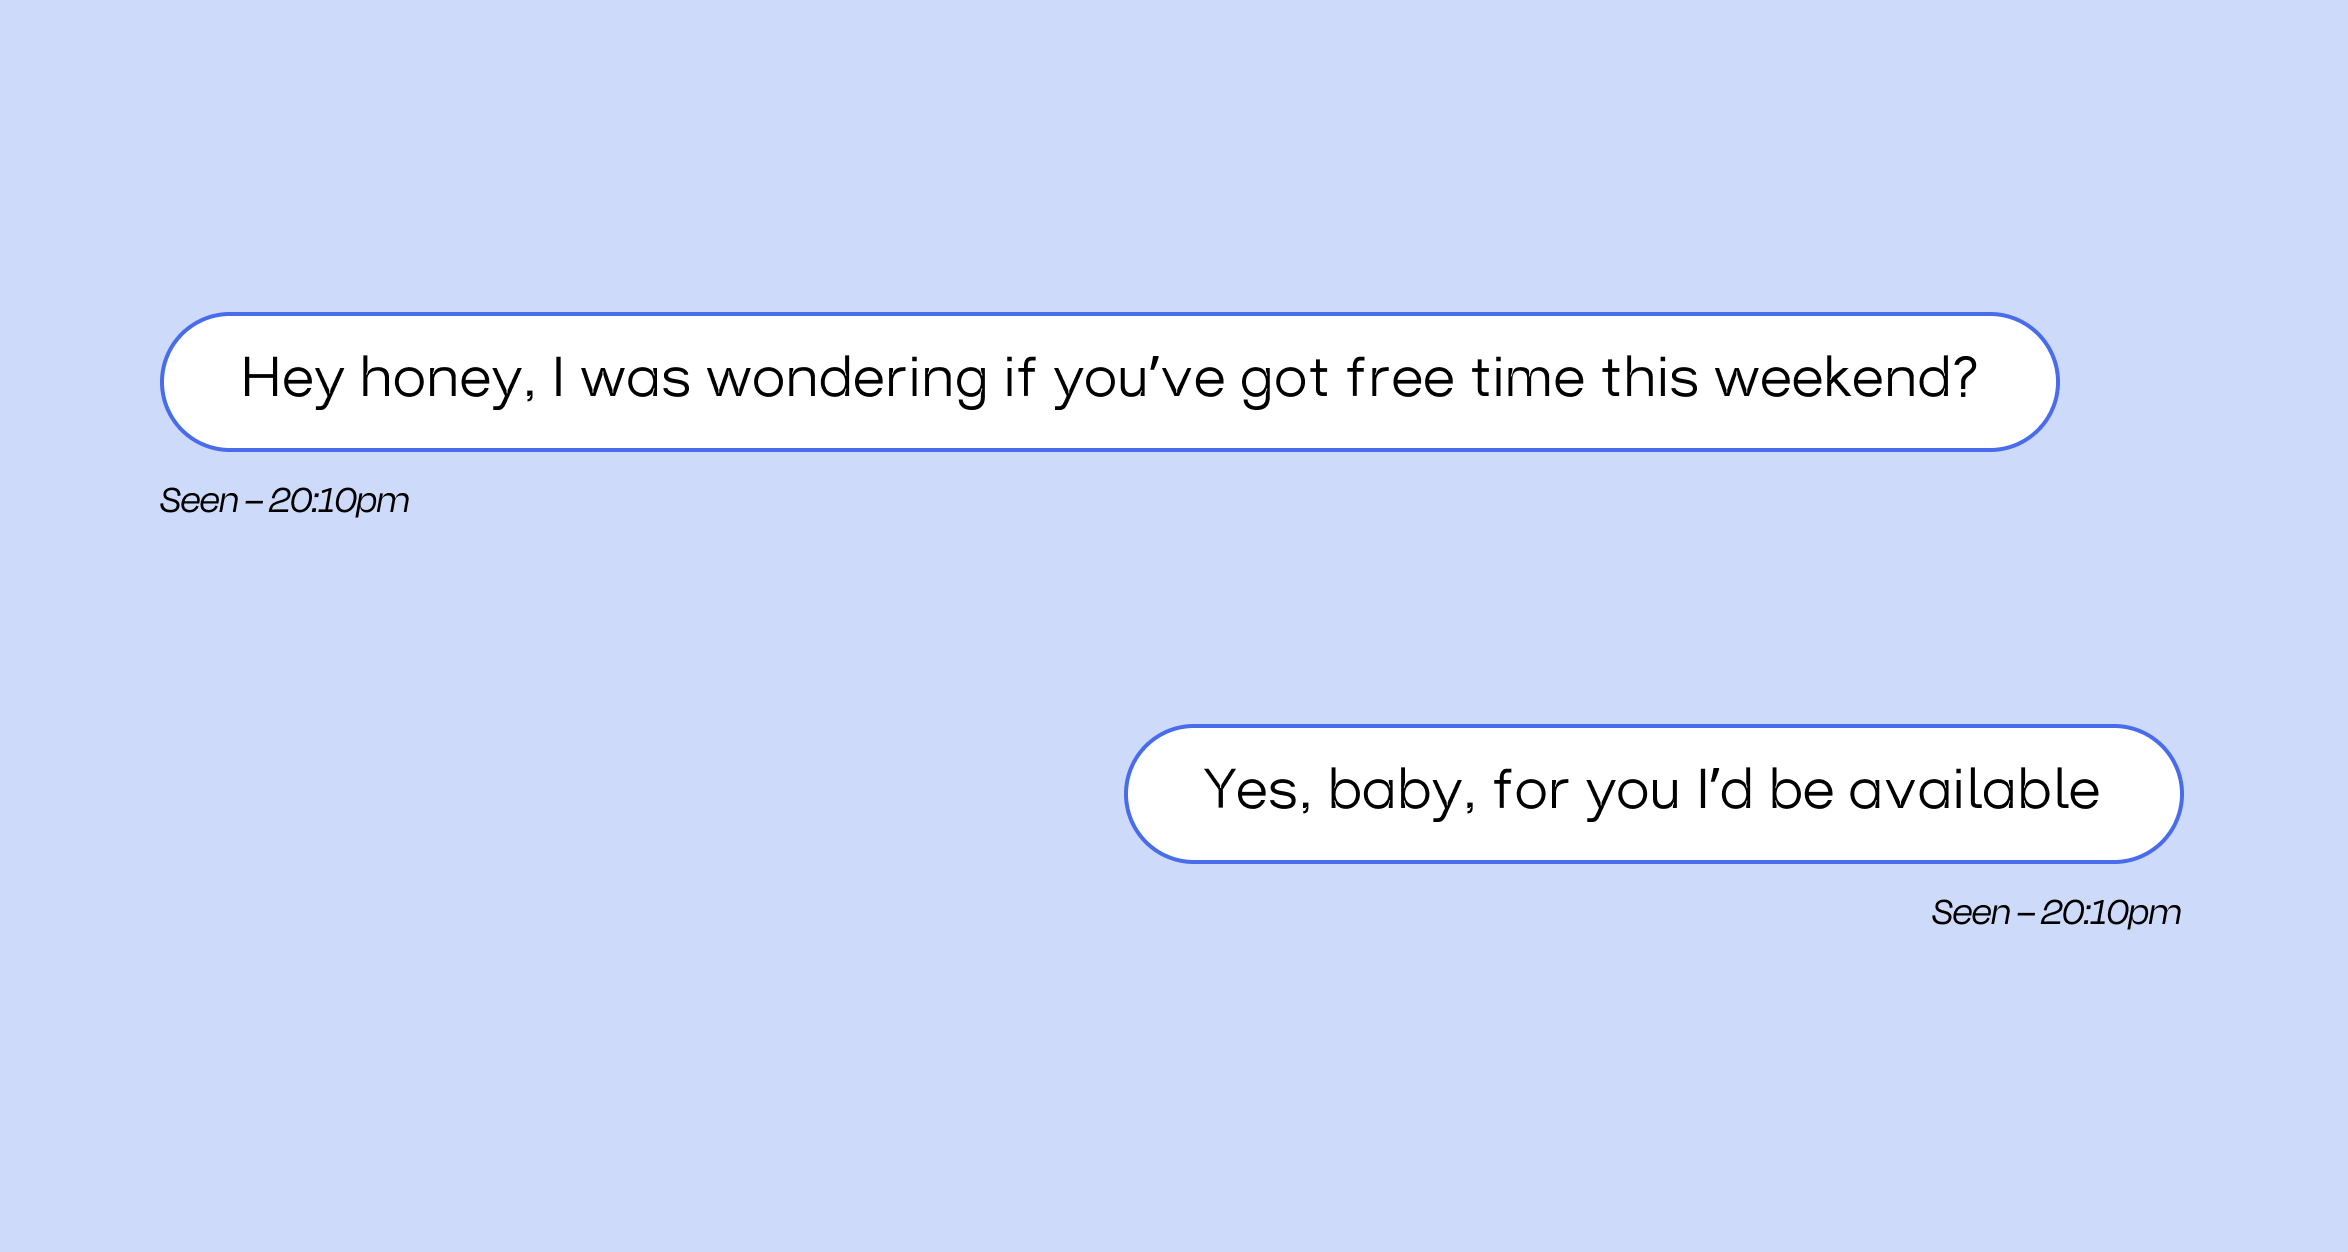 Hey honey, I was wondering if you’ve got free time this weekend?
Seen – 20:10pm
Yes, baby, for you I’d be available
Seen – 20:10pm